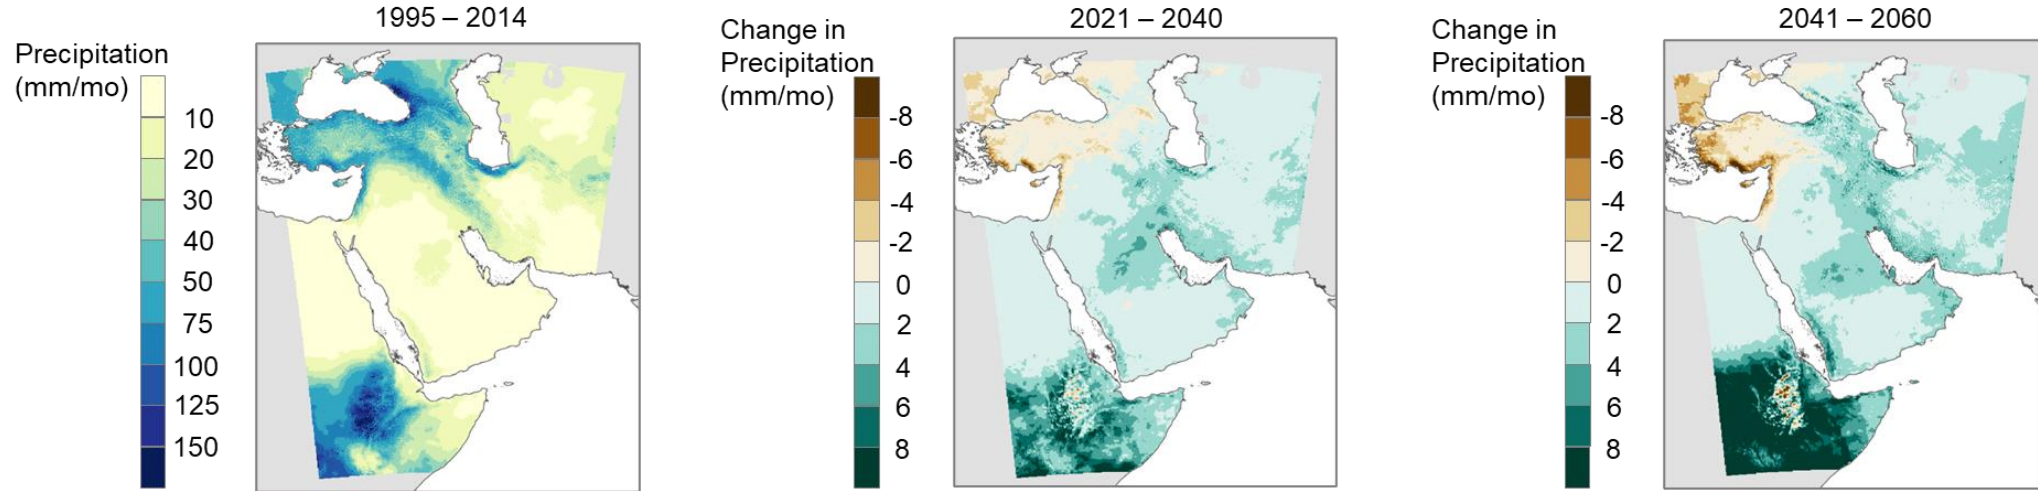 1995 – 2014
Precipitation
(mm/mo)
10
20
30
40
50
75
100
125
150
2021 – 2040
Change in
Precipitation
(mm/mo)
-8
-6
-4
-2
0
2
4
6
8
2041 – 2060
Change in
Precipitation
(mm/mo)
-8
-6
-4
-2
0
2
4
6
8